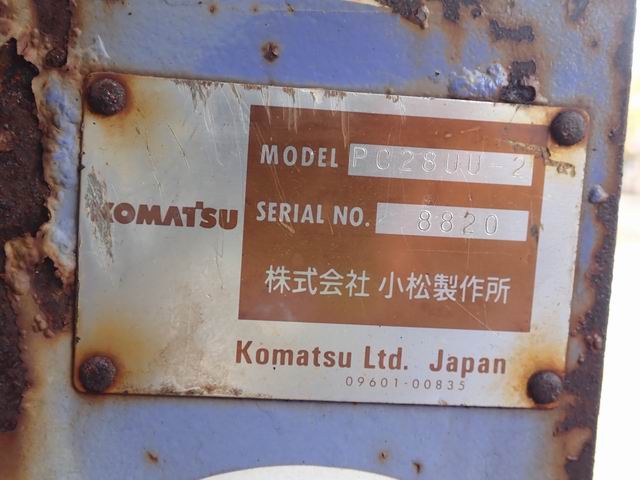 MODEL PC28UU-2
KOMATSU
SERIAL NO. 8820
株式会社 小松製作所
Komatsu Ltd. Japan
09601-00835